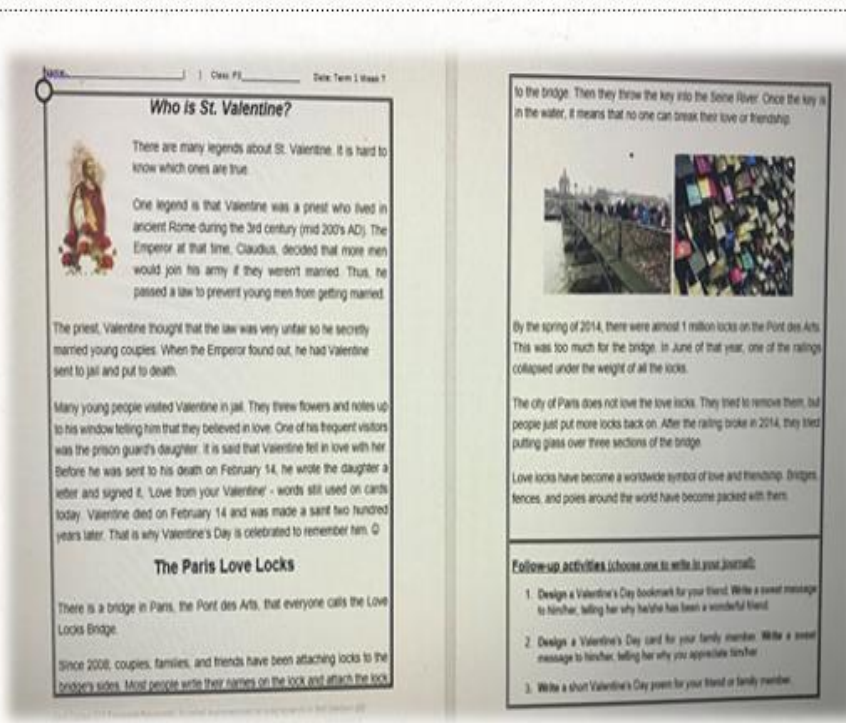 Name: ( ) Class: P5 Date: Term 1 Week 7
Who is St. Valentine?
There are many legends about St. Valentine. It is hard to
know which ones are true.
One legend is that Valentine was a priest who lived in
ancient Rome during the 3rd century (mid 200's AD). The
Emperor at that time, Claudius, decided that more men
would join his army if they weren't married. Thus, he
passed a law to prevent young men from getting married.
The priest, Valentine thought that the law was very unfair so he secretly
married young couples. When the Emperor found out, he had Valentine
sent to jail and put to death.
Many young people visited Valentine in jail. They threw flowers and notes up
to his window telling him that they believed in love. One of his frequent visitors
was the prison guard's daughter. It is said that Valentine fell in love with her.
Before he was sent to his death on February 14, he wrote the daughter a
letter and signed it, 'Love from your Valentine' - words still used on cards
today. Valentine died on February 14 and was made a saint two hundred
years later. That is why Valentine's Day is celebrated to remember him. ☺
The Paris Love Locks
There is a bridge in Paris, the Pont des Arts, that everyone calls the Love
Locks Bridge.
Since 2008, couples, families, and friends have been attaching locks to the
bridge's sides. Most people write their names on the lock and attach the lock
to the bridge. Then they throw the key into the Seine River. Once the key is
in the water, it means that no one can break their love or friendship.
By the spring of 2014, there were almost 1 million locks on the Pont des Arts.
This was too much for the bridge. In June of that year, one of the railings
collapsed under the weight of all the locks.
The city of Paris does not love the love locks. They tried to remove them, but
people just put more locks back on. After the railing broke in 2014, they tried
putting glass over three sections of the bridge.
Love locks have become a worldwide symbol of love and friendship. Bridges,
fences, and poles around the world have become packed with them.
Follow-up activities (choose one to write in your journal):
1. Design a Valentine's Day bookmark for your friend. Write a sweet message
to him/her, telling her why he/she has been a wonderful friend.
2. Design a Valentine's Day card for your family member. Write a sweet
message to him/her, telling her why you appreciate him/her.
3. Write a short Valentine's Day poem for your friend or family member.